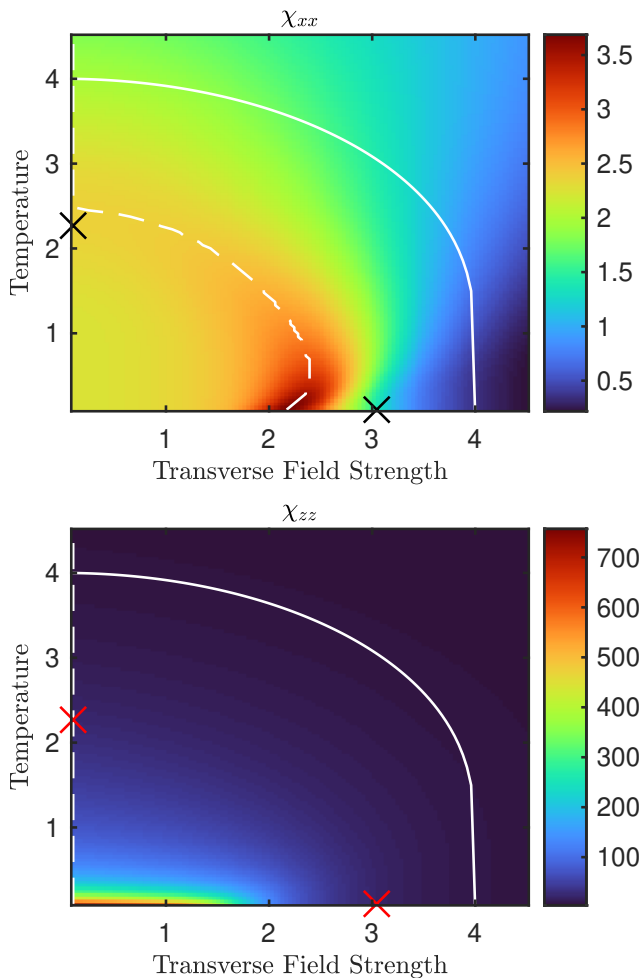 χxx
Temperature
4
3
2
1
1 2 3 4
Transverse Field Strength
3.5
3
2.5
2
1.5
1
0.5
χzz
Temperature
4
3
2
1
1 2 3 4
Transverse Field Strength
700
600
500
400
300
200
100